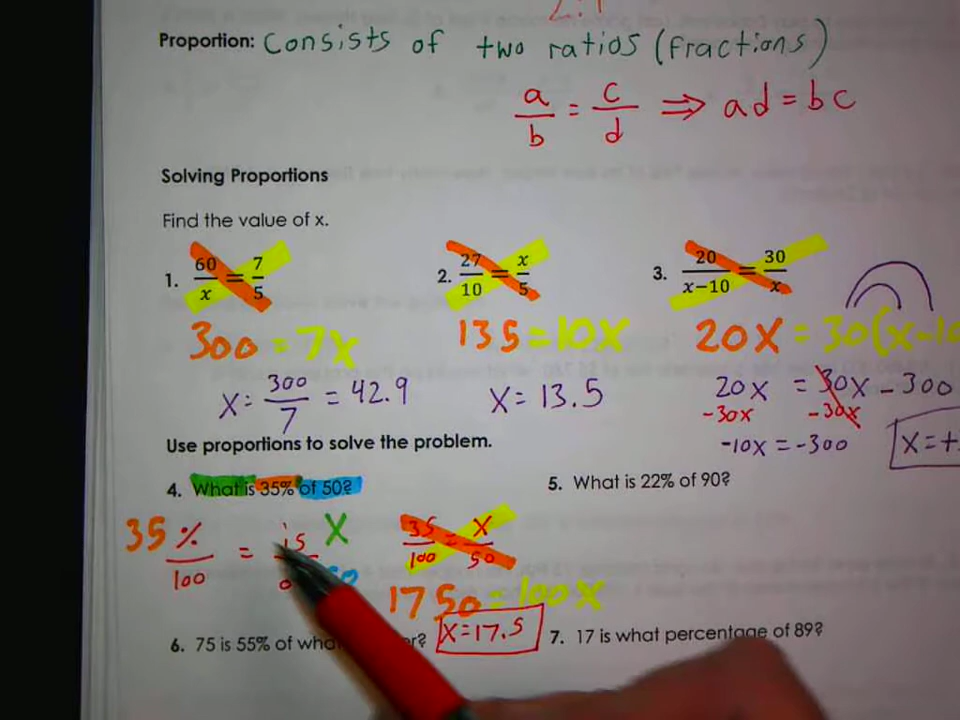 2:1
Proportion: Consists of two ratios (fractions)
a/b = c/d ⇒ ad = bc
Solving Proportions
Find the value of x.
1. 60/x = 7/5
2. 27/10 = x/5
3. 20/x−10 = 30/x
300 = 7x
135 = 10x
20x = 30(x-10
x = 300/7 = 42.9
x = 13.5
20x = 30x - 300
-30x -30x
-10x = -300
x = +
Use proportions to solve the problem.
4. What is 35% of 50?
5. What is 22% of 90?
35 %/100 = is x
50
35/100 = x/50
1750 = 100x
x = 17.5
6. 75 is 55% of
7. 17 is what percentage of 89?